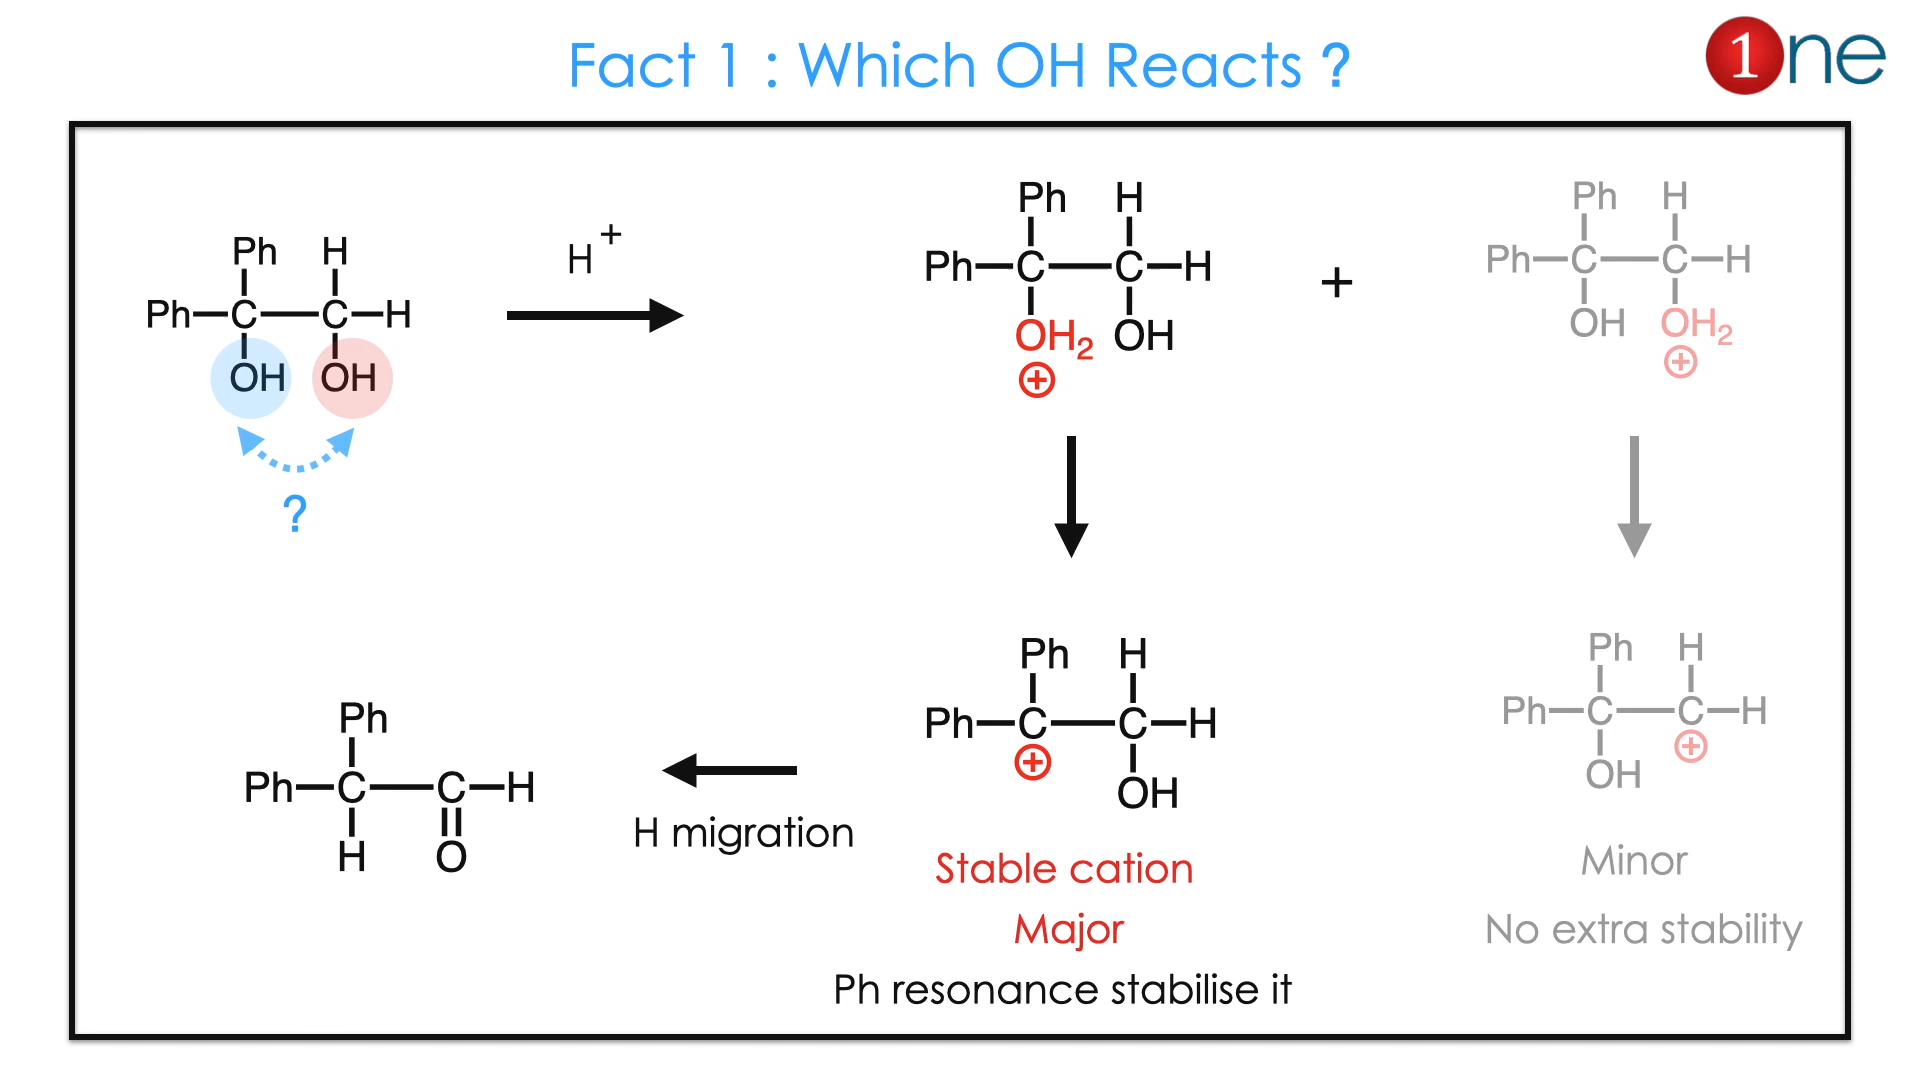 Fact 1 : Which OH Reacts ?
1ne
Ph H
Ph—C—C—H
OH OH
?
H+
Ph H
Ph—C—C—H
OH2 OH
⊕
+
Ph H
Ph—C—C—H
OH OH2
⊕
Ph H
Ph—C—C—H
⊕
OH
Stable cation
Major
Ph resonance stabilise it
Ph H
Ph—C—C—H
⊕
OH
Minor
No extra stability
H migration
Ph
Ph—C—C—H
H O